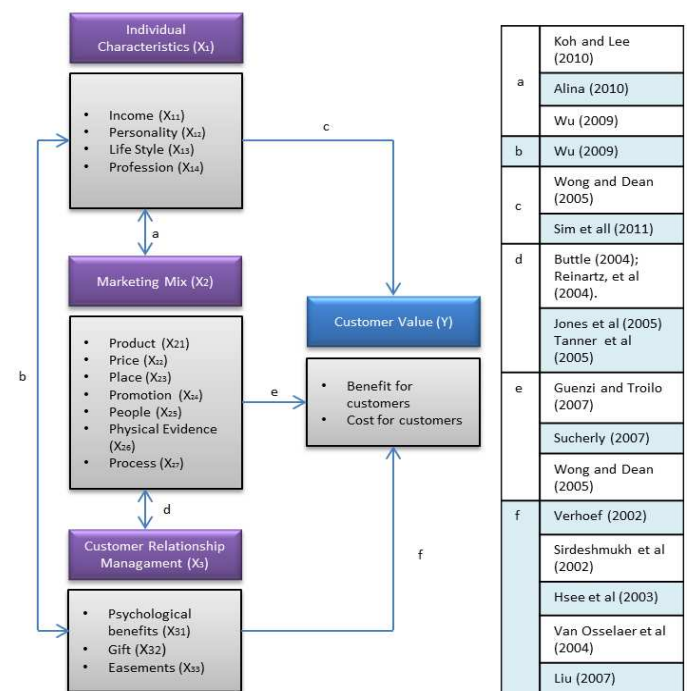 Individual
Characteristics (X₁)
• Income (X₁₁)
• Personality (X₁₂)
• Life Style (X₁₃)
• Profession (X₁₄)
c
a
Marketing Mix (X2)
• Product (X21)
• Price (X₂₂)
• Place (X₂₃)
• Promotion (X₂₄)
• People (X₂₅)
• Physical Evidence
(X₂₆)
• Process (X₂₇)
b
e
Customer Value (Y)
• Benefit for
customers
• Cost for customers
d
Customer Relationship
Managament (X₃)
• Psychological
benefits (X31)
• Gift (X32)
• Easements (X₃₃)
f
a
Koh and Lee
(2010)
Alina (2010)
Wu (2009)
b
Wu (2009)
c
Wong and Dean
(2005)
Sim et all (2011)
d
Buttle (2004);
Reinartz, et al
(2004).
Jones et al (2005)
Tanner et al
(2005)
e
Guenzi and Troilo
(2007)
Sucherly (2007)
Wong and Dean
(2005)
f
Verhoef (2002)
Sirdeshmukh et al
(2002)
Hsee et al (2003)
Van Osselaer et al
(2004)
Liu (2007)